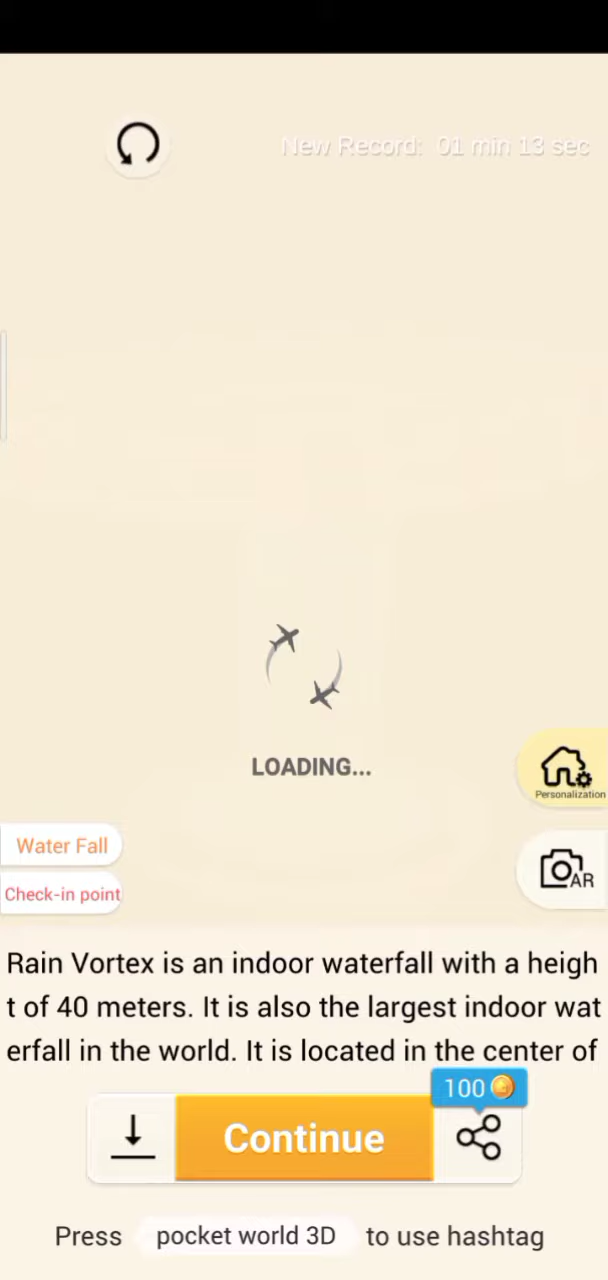 New Record: 01 min 13 sec
LOADING...
Personalization
Water Fall
AR
Check-in point
Rain Vortex is an indoor waterfall with a heigh
t of 40 meters. It is also the largest indoor wat
erfall in the world. It is located in the center of
100
Continue
Press pocket world 3D to use hashtag